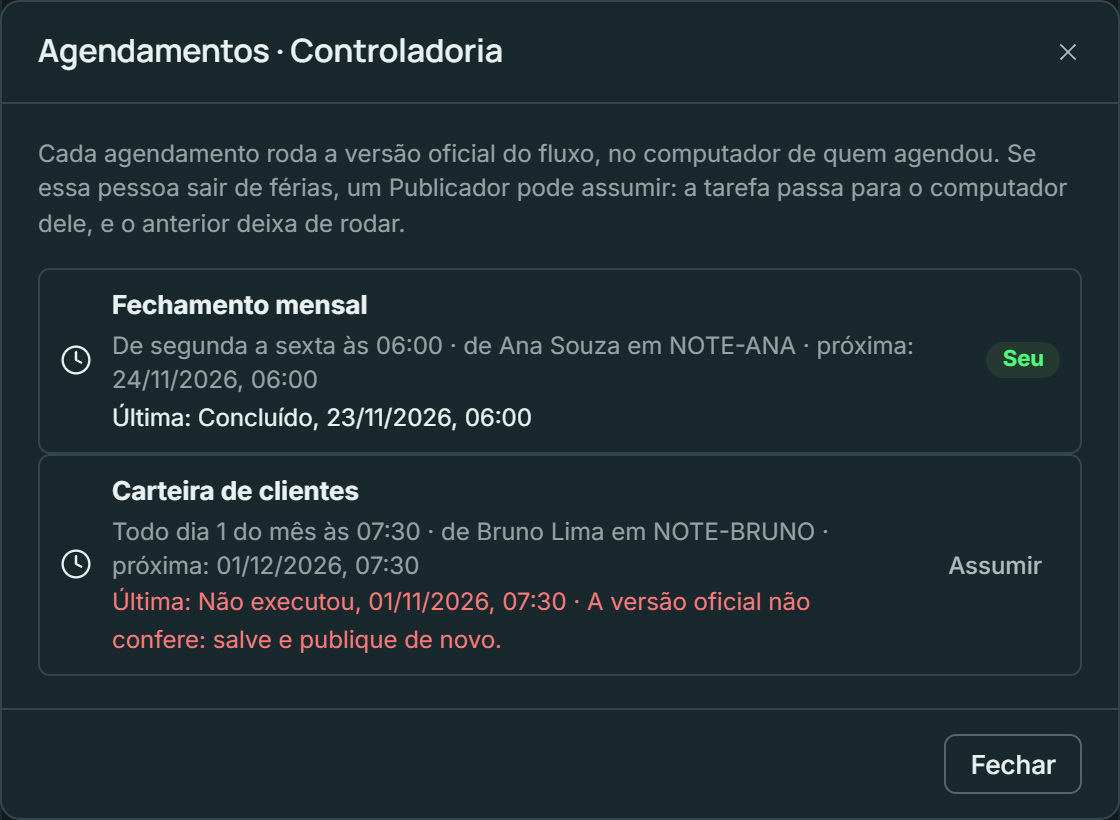 Agendamentos · Controladoria
Cada agendamento roda a versão oficial do fluxo, no computador de quem agendou. Se
essa pessoa sair de férias, um Publicador pode assumir: a tarefa passa para o computador
dele, e o anterior deixa de rodar.
Fechamento mensal
De segunda a sexta às 06:00 · de Ana Souza em NOTE-ANA · próxima:
24/11/2026, 06:00
Última: Concluído, 23/11/2026, 06:00
Seu
Carteira de clientes
Todo dia 1 do mês às 07:30 · de Bruno Lima em NOTE-BRUNO ·
próxima: 01/12/2026, 07:30
Última: Não executou, 01/11/2026, 07:30 · A versão oficial não
confere: salve e publique de novo.
Assumir
Fechar